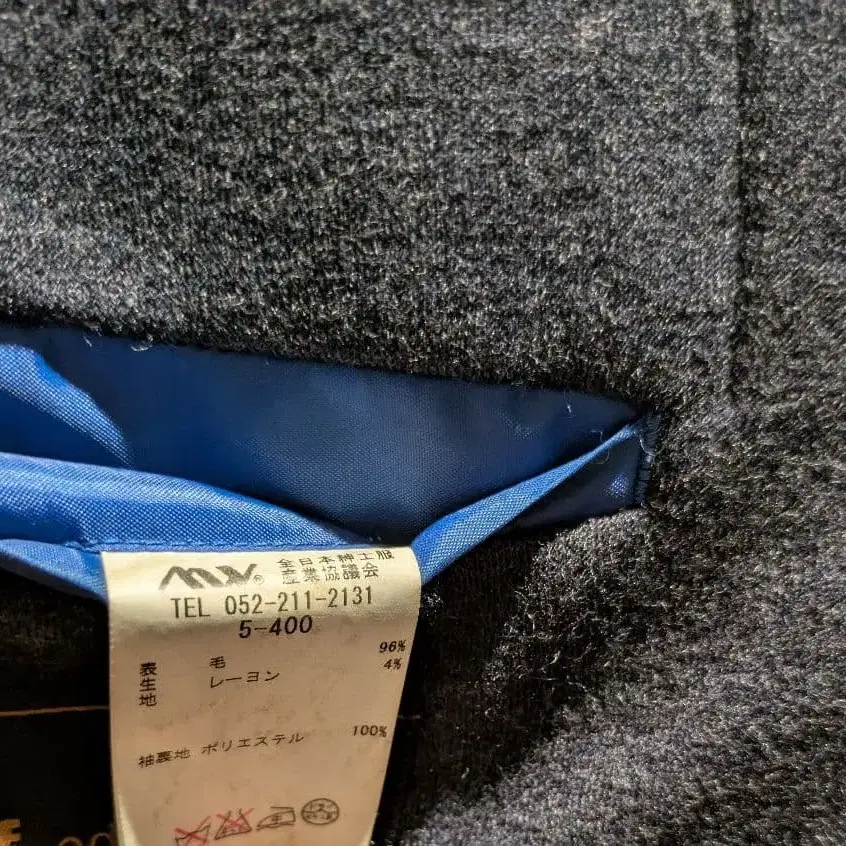 全日本紳士服
産業協議会
TEL 052-211-2131
5-400
表生地 毛 96%
レーヨン 4%
袖裏地 ポリエステル 100%